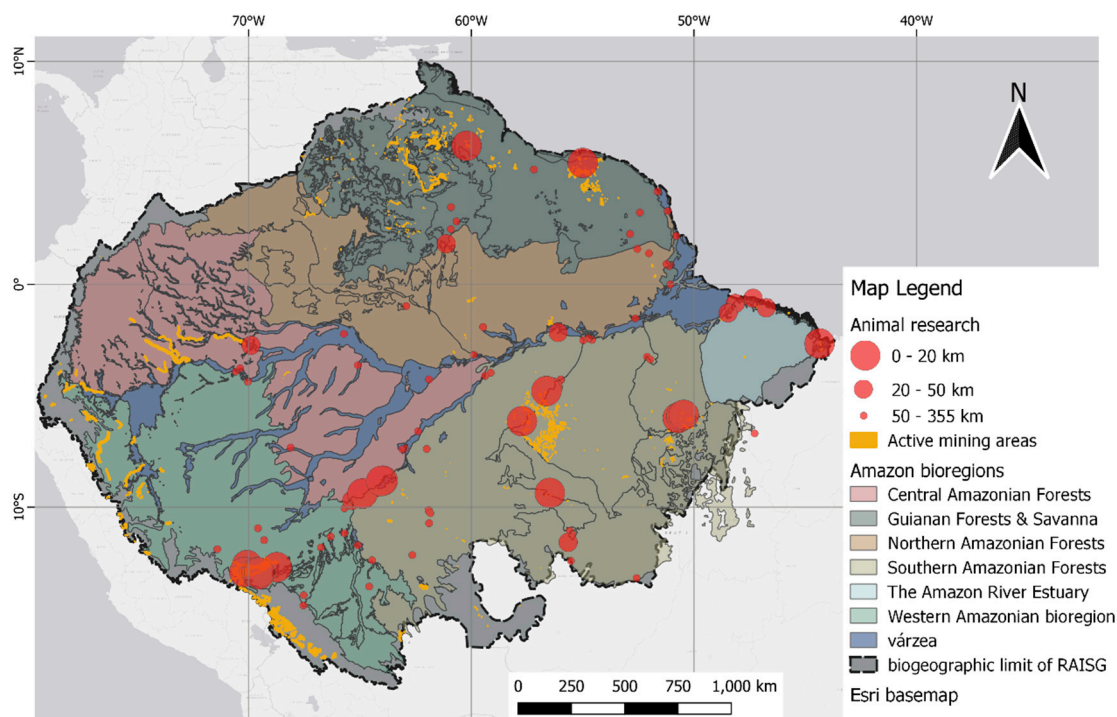 70°W 60°W 50°W 40°W
10°N
0°
10°S
N
Map Legend
Animal research
0 - 20 km
20 - 50 km
50 - 355 km
Active mining areas
Amazon bioregions
Central Amazonian Forests
Guianan Forests & Savanna
Northern Amazonian Forests
Southern Amazonian Forests
The Amazon River Estuary
Western Amazonian bioregion
várzea
biogeographic limit of RAISG
Esri basemap
0 250 500 750 1,000 km